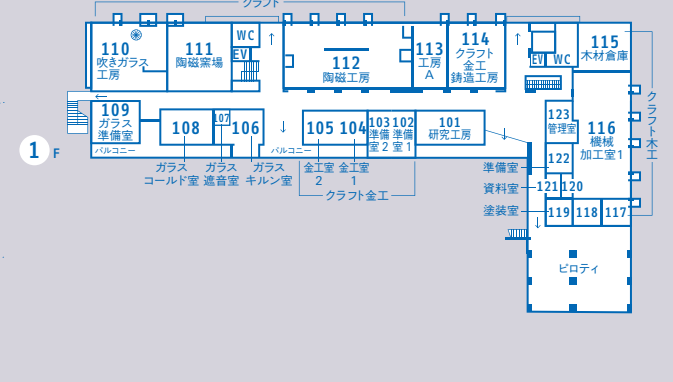 クラフト
110
吹きガラス
工房
111
陶磁窯場
WC
EV
112
陶磁工房
113
工房
A
114
クラフト
金工
鋳造工房
EV
WC
115
木材倉庫
109
ガラス
準備室
バルコニー
108
107
106
バルコニー
105
104
103
準備
室2
102
準備
室1
101
研究工房
123
管理室
116
機械
加工室1
122
121
120
119
118
117
クラフト木工
1F
ガラス
コールド室
ガラス
遮音室
ガラス
キルン室
金工室
2
金工室
1
クラフト金工
準備室
資料室
塗装室
ピロティ